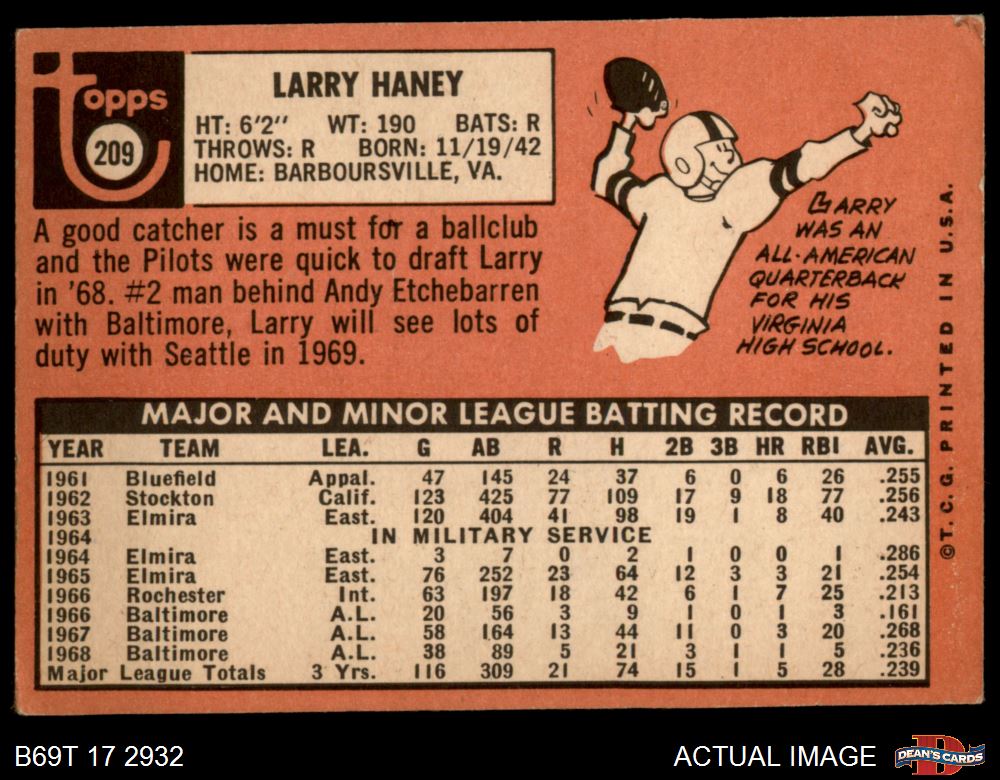 Topps
209
LARRY HANEY
HT: 6'2" WT: 190 BATS: R
THROWS: R BORN: 11/19/42
HOME: BARBOURSVILLE, VA.
A good catcher is a must for a ballclub
and the Pilots were quick to draft Larry
in '68. #2 man behind Andy Etchebarren
with Baltimore, Larry will see lots of
duty with Seattle in 1969.
LARRY
WAS AN
ALL-AMERICAN
QUARTERBACK
FOR HIS
VIRGINIA
HIGH SCHOOL.
©T.C.G. PRINTED IN U.S.A.
MAJOR AND MINOR LEAGUE BATTING RECORD
YEAR TEAM LEA. G AB R H 2B 3B HR RBI AVG.
1961 Bluefield Appal. 47 145 24 37 6 0 6 26 .255
1962 Stockton Calif. 123 425 77 109 17 9 18 77 .256
1963 Elmira East. 120 404 41 98 19 1 8 40 .243
1964 IN MILITARY SERVICE
1964 Elmira East. 3 7 0 2 1 0 0 1 .286
1965 Elmira East. 76 252 23 64 12 3 3 21 .254
1966 Rochester Int. 63 197 18 42 6 1 7 25 .213
1966 Baltimore A.L. 20 56 3 9 1 0 1 3 .161
1967 Baltimore A.L. 58 164 13 44 11 0 3 20 .268
1968 Baltimore A.L. 38 89 5 21 3 1 1 5 .236
Major League Totals 3 Yrs. 116 309 21 74 15 1 5 28 .239
B69T 17 2932
ACTUAL IMAGE
DEAN'S CARDS